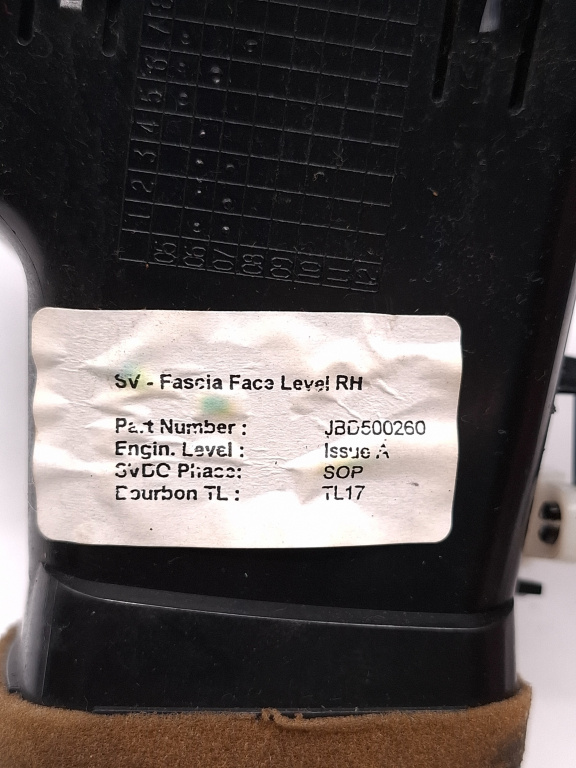 8
6
5
4
3
2
1
05 06 07 08 09 10 11 12
SV - Fascia Face Level RH
Part Number : JBD500260
Engin. Level : Issue A
SVDC Phase: SOP
Bourbon TL : TL17